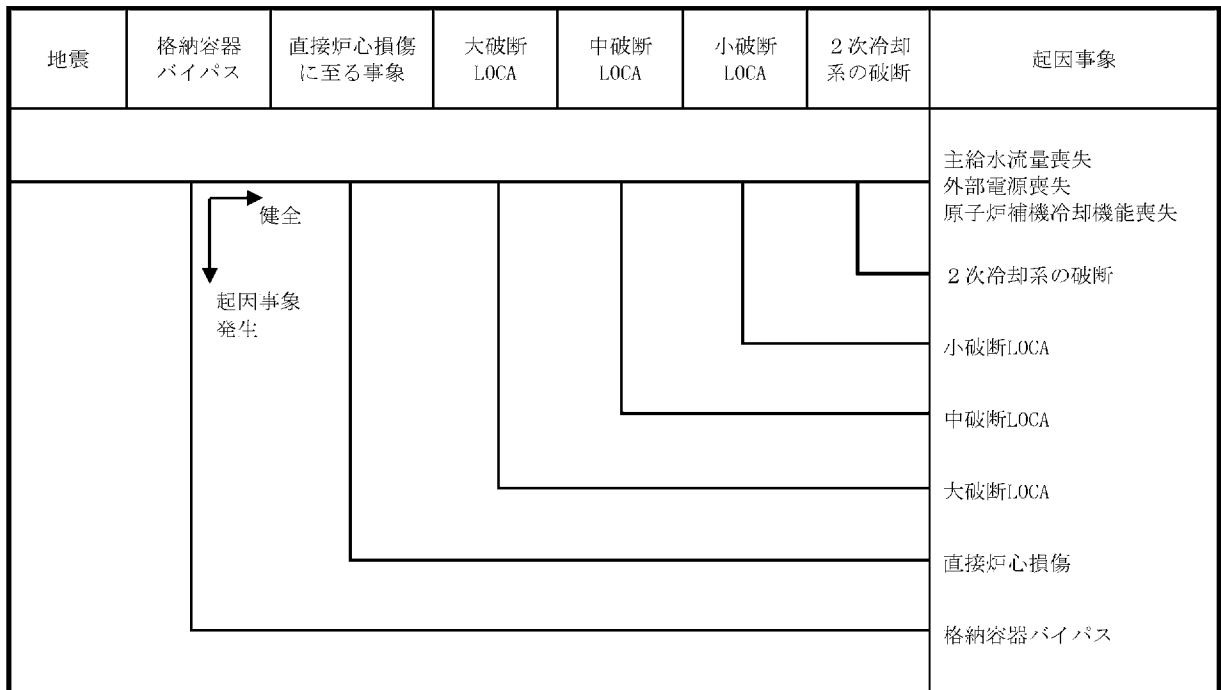 地震
格納容器
バイパス
直接炉心損傷
に至る事象
大破断
LOCA
中破断
LOCA
小破断
LOCA
２次冷却
系の破断
起因事象
主給水流量喪失
外部電源喪失
原子炉補機冷却機能喪失
健全
起因事象
発生
２次冷却系の破断
小破断LOCA
中破断LOCA
大破断LOCA
直接炉心損傷
格納容器バイパス